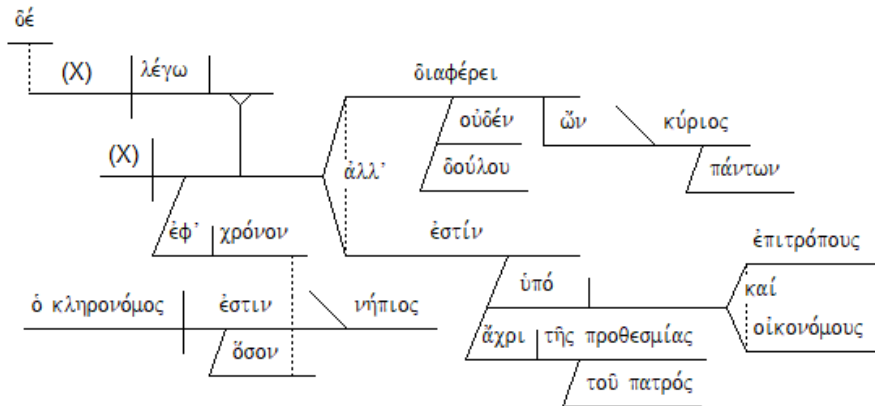 δέ
(X) λέγω
διαφέρει
οὐδέν ὤν κύριος
(X) ἀλλ' δούλου πάντων
ἐφ' χρόνον ἐστίν ἐπιτρόπους
ὑπό καί
ὁ κληρονόμος ἐστιν νήπιος οἰκονόμους
ὅσον ἄχρι τῆς προθεσμίας
τοῦ πατρός